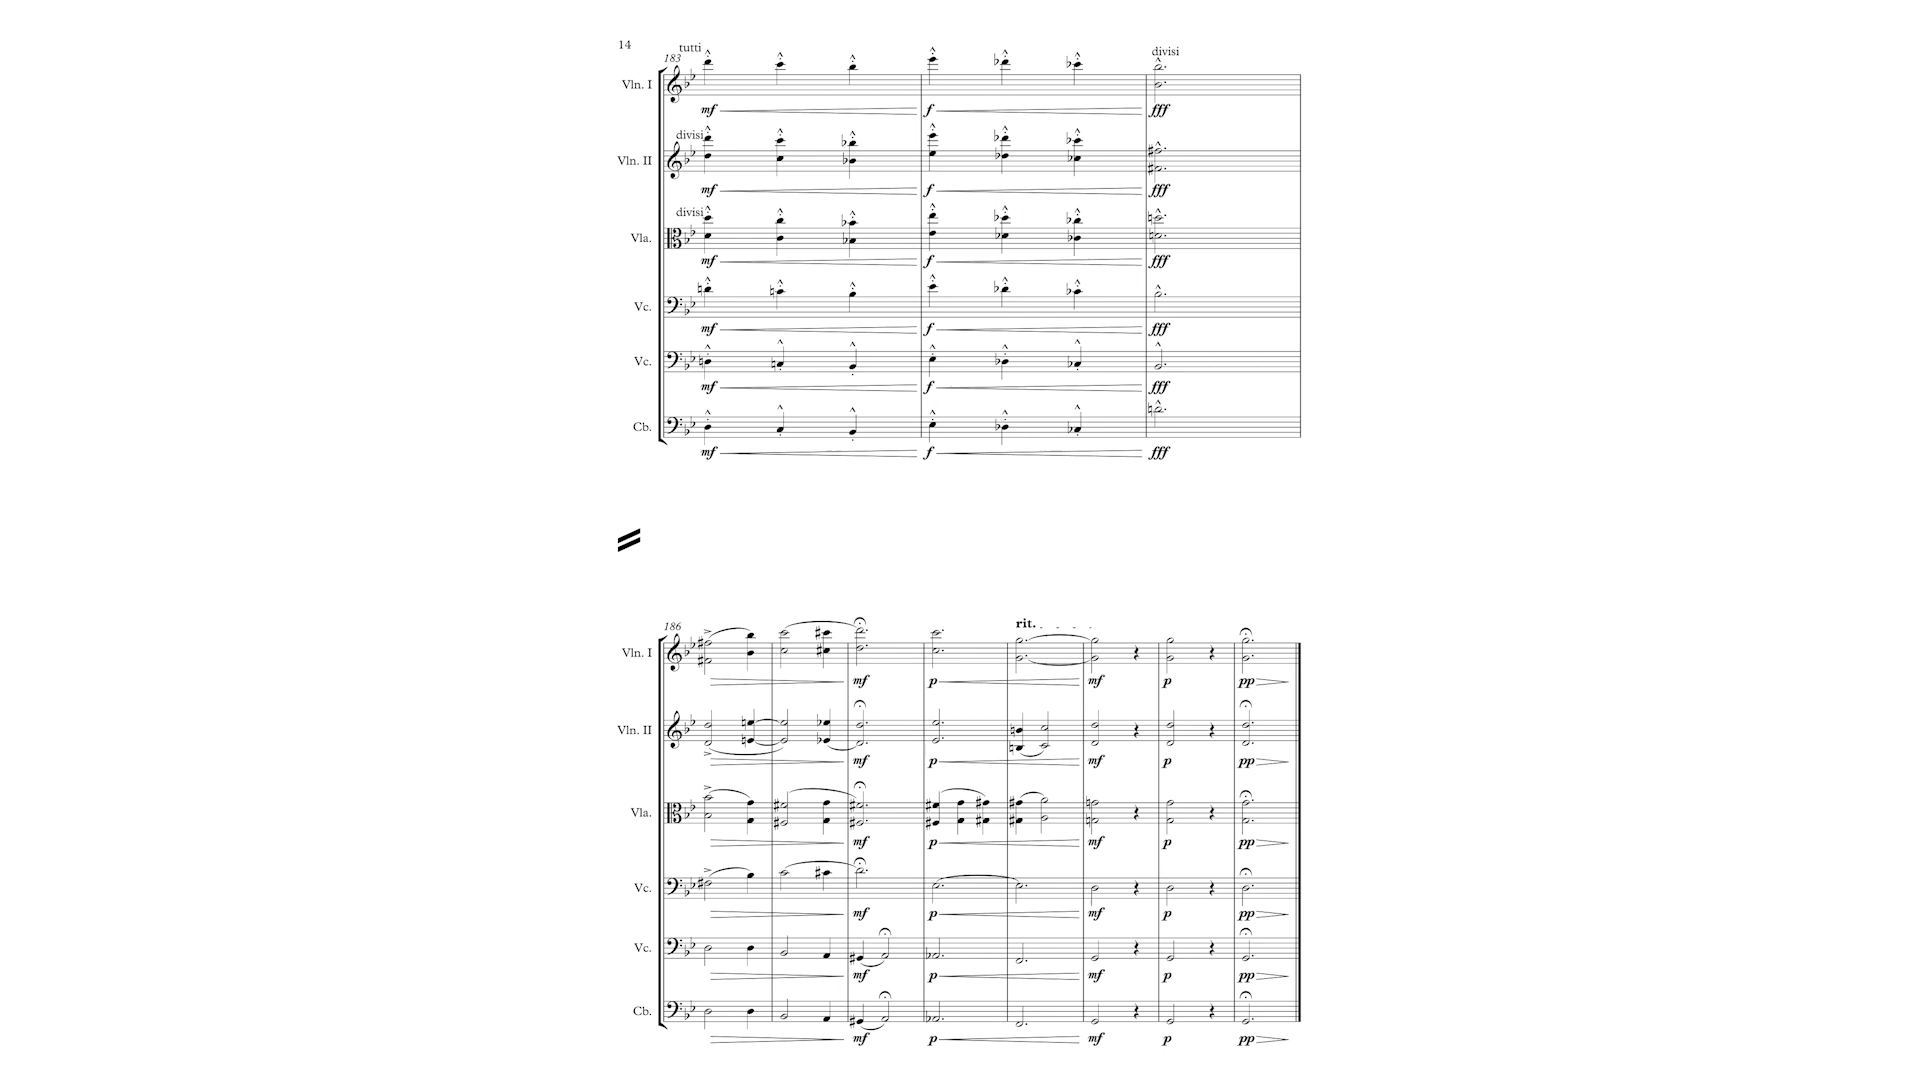 14
tutti
divisi
183
Vln. I
mf f fff
divisi
Vln. II
mf f fff
divisi
Vla.
mf f fff
Vc.
mf f fff
Vc.
mf f fff
Cb.
mf f fff
rit.
186
Vln. I
mf p mf p pp
Vln. II
mf p mf p pp
Vla.
mf p mf p pp
Vc.
mf p mf p pp
Vc.
mf p mf p pp
Cb.
mf p mf p pp